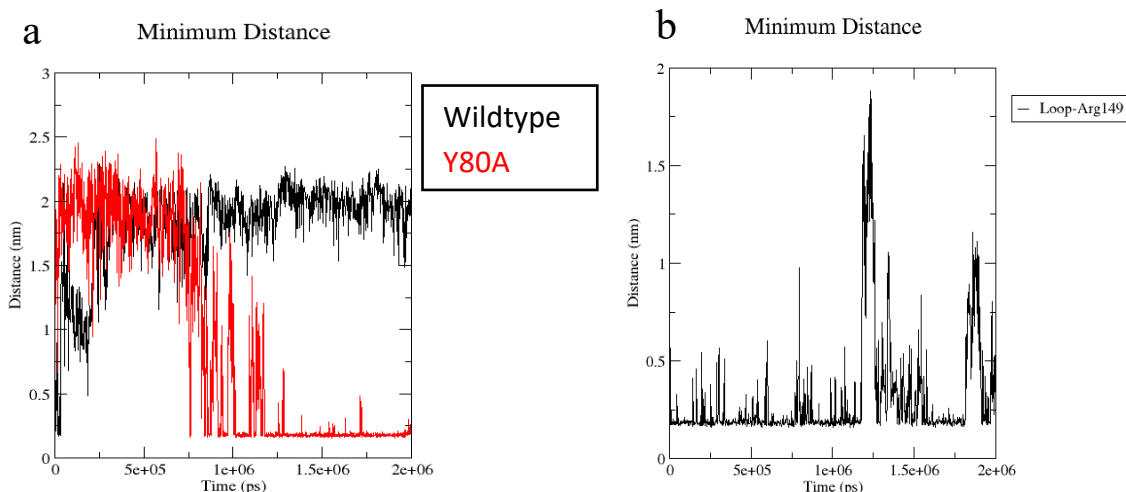 a
Minimum Distance
3
2.5
2
1.5
1
0.5
0
Distance (nm)
0
5e+05
1e+06
1.5e+06
2e+06
Time (ps)
Wildtype
Y80A
b
Minimum Distance
2
1.5
1
0.5
0
Distance (nm)
0
5e+05
1e+06
1.5e+06
2e+06
Time (ps)
Loop-Arg149